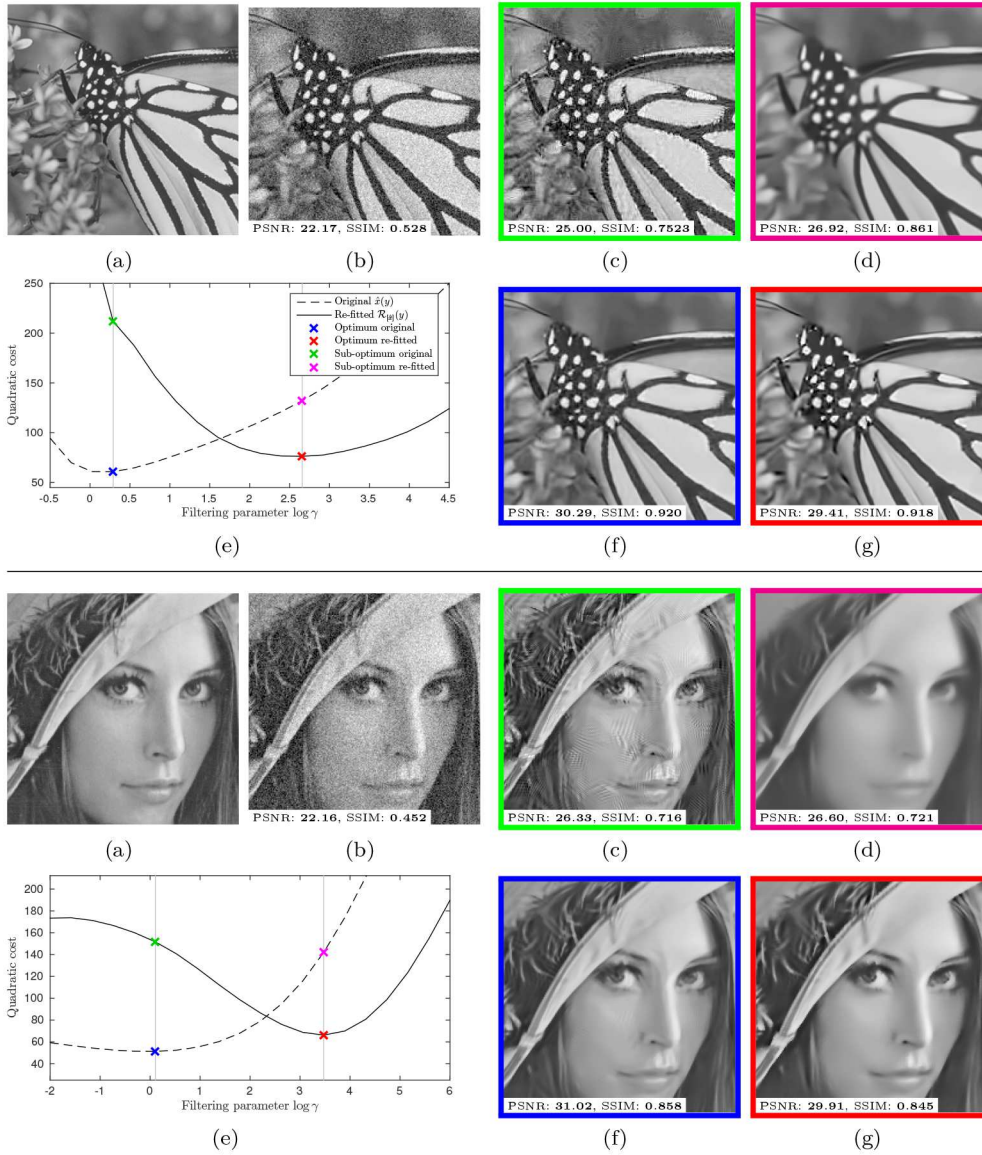 PSNR: 22.17, SSIM: 0.528
PSNR: 25.00, SSIM: 0.7523
PSNR: 26.92, SSIM: 0.861
(a)
(b)
(c)
(d)
250
200
150
100
50
Quadratic cost
-0.5 0 0.5 1 1.5 2 2.5 3 3.5 4 4.5
Filtering parameter log γ
Original x̂(y)
Re-fitted R[x̂](y)
Optimum original
Optimum re-fitted
Sub-optimum original
Sub-optimum re-fitted
PSNR: 30.29, SSIM: 0.920
PSNR: 29.41, SSIM: 0.918
(e)
(f)
(g)
PSNR: 22.16, SSIM: 0.452
PSNR: 26.33, SSIM: 0.716
PSNR: 26.60, SSIM: 0.721
(a)
(b)
(c)
(d)
200
180
160
140
120
100
80
60
40
Quadratic cost
-2 -1 0 1 2 3 4 5 6
Filtering parameter log γ
PSNR: 31.02, SSIM: 0.858
PSNR: 29.91, SSIM: 0.845
(e)
(f)
(g)